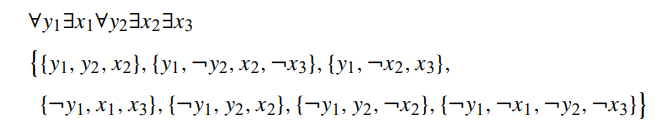 ∀y₁∃x₁∀y₂∃x₂∃x₃
{{y₁, y₂, x₂}, {y₁, ¬y₂, x₂, ¬x₃}, {y₁, ¬x₂, x₃},
{¬y₁, x₁, x₃}, {¬y₁, y₂, x₂}, {¬y₁, y₂, ¬x₂}, {¬y₁, ¬x₁, ¬y₂, ¬x₃}}